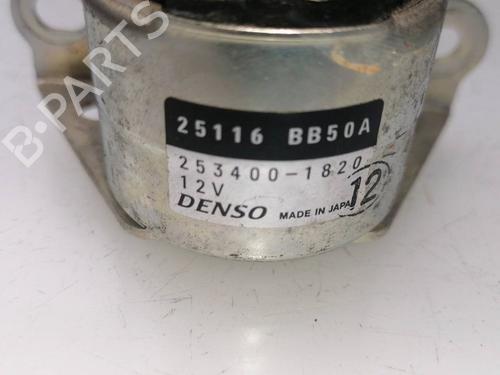 B-PARTS
25116 BB50A
253400-1820
12V
DENSO MADE IN JAPAN
12